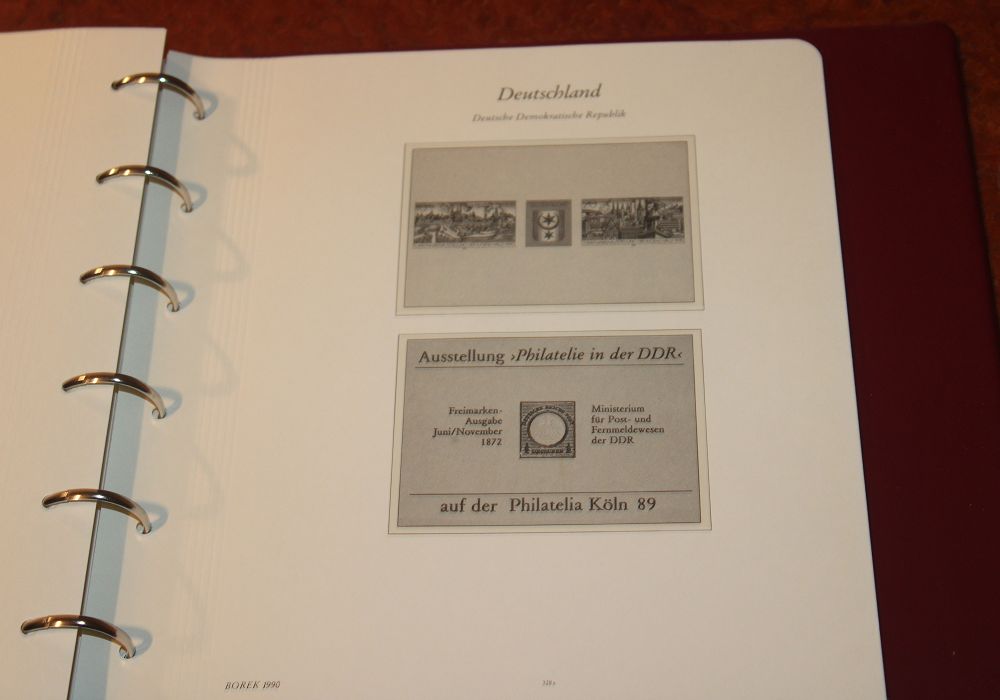 Deutschland
Deutsche Demokratische Republik
Ausstellung ›Philatelie in der DDR‹
Freimarken-
Ausgabe
Juni/November
1872
Ministerium
für Post- und
Fernmeldewesen
der DDR
auf der Philatelia Köln 89
BOREK 1990